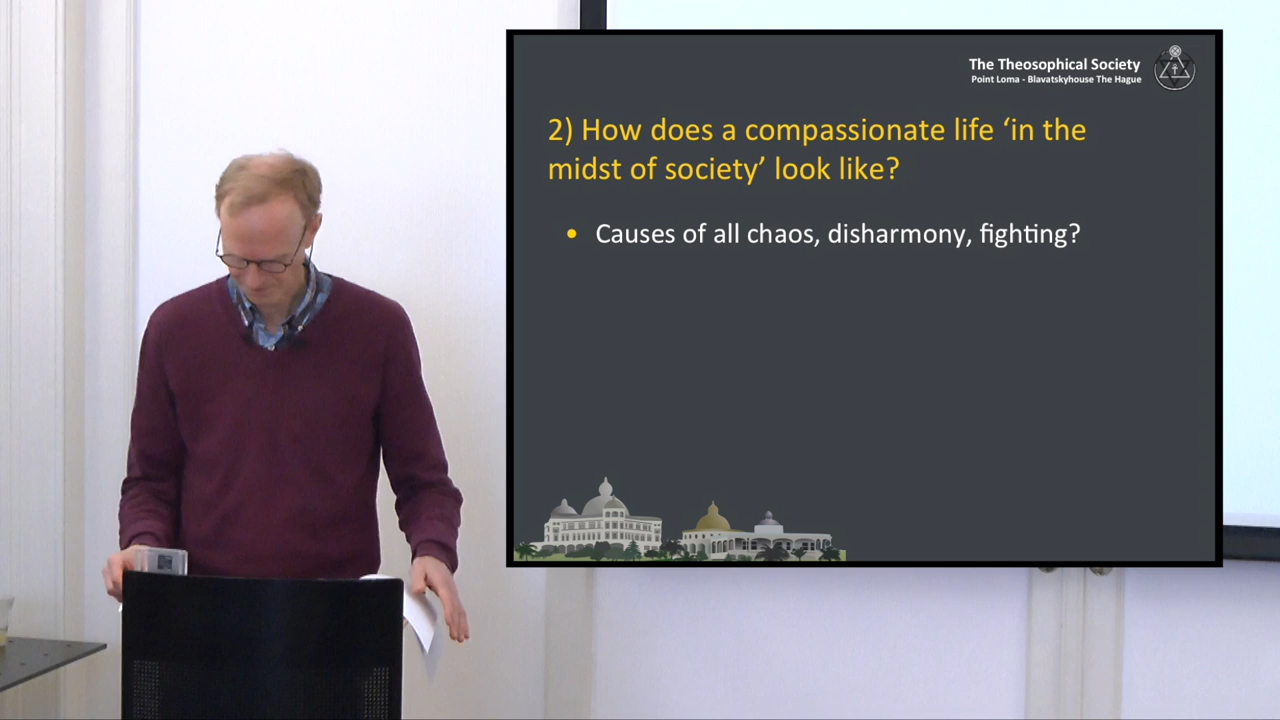 The Theosophical Society
Point Loma - Blavatskyhouse The Hague
2) How does a compassionate life ‘in the
midst of society’ look like?
• Causes of all chaos, disharmony, fighting?